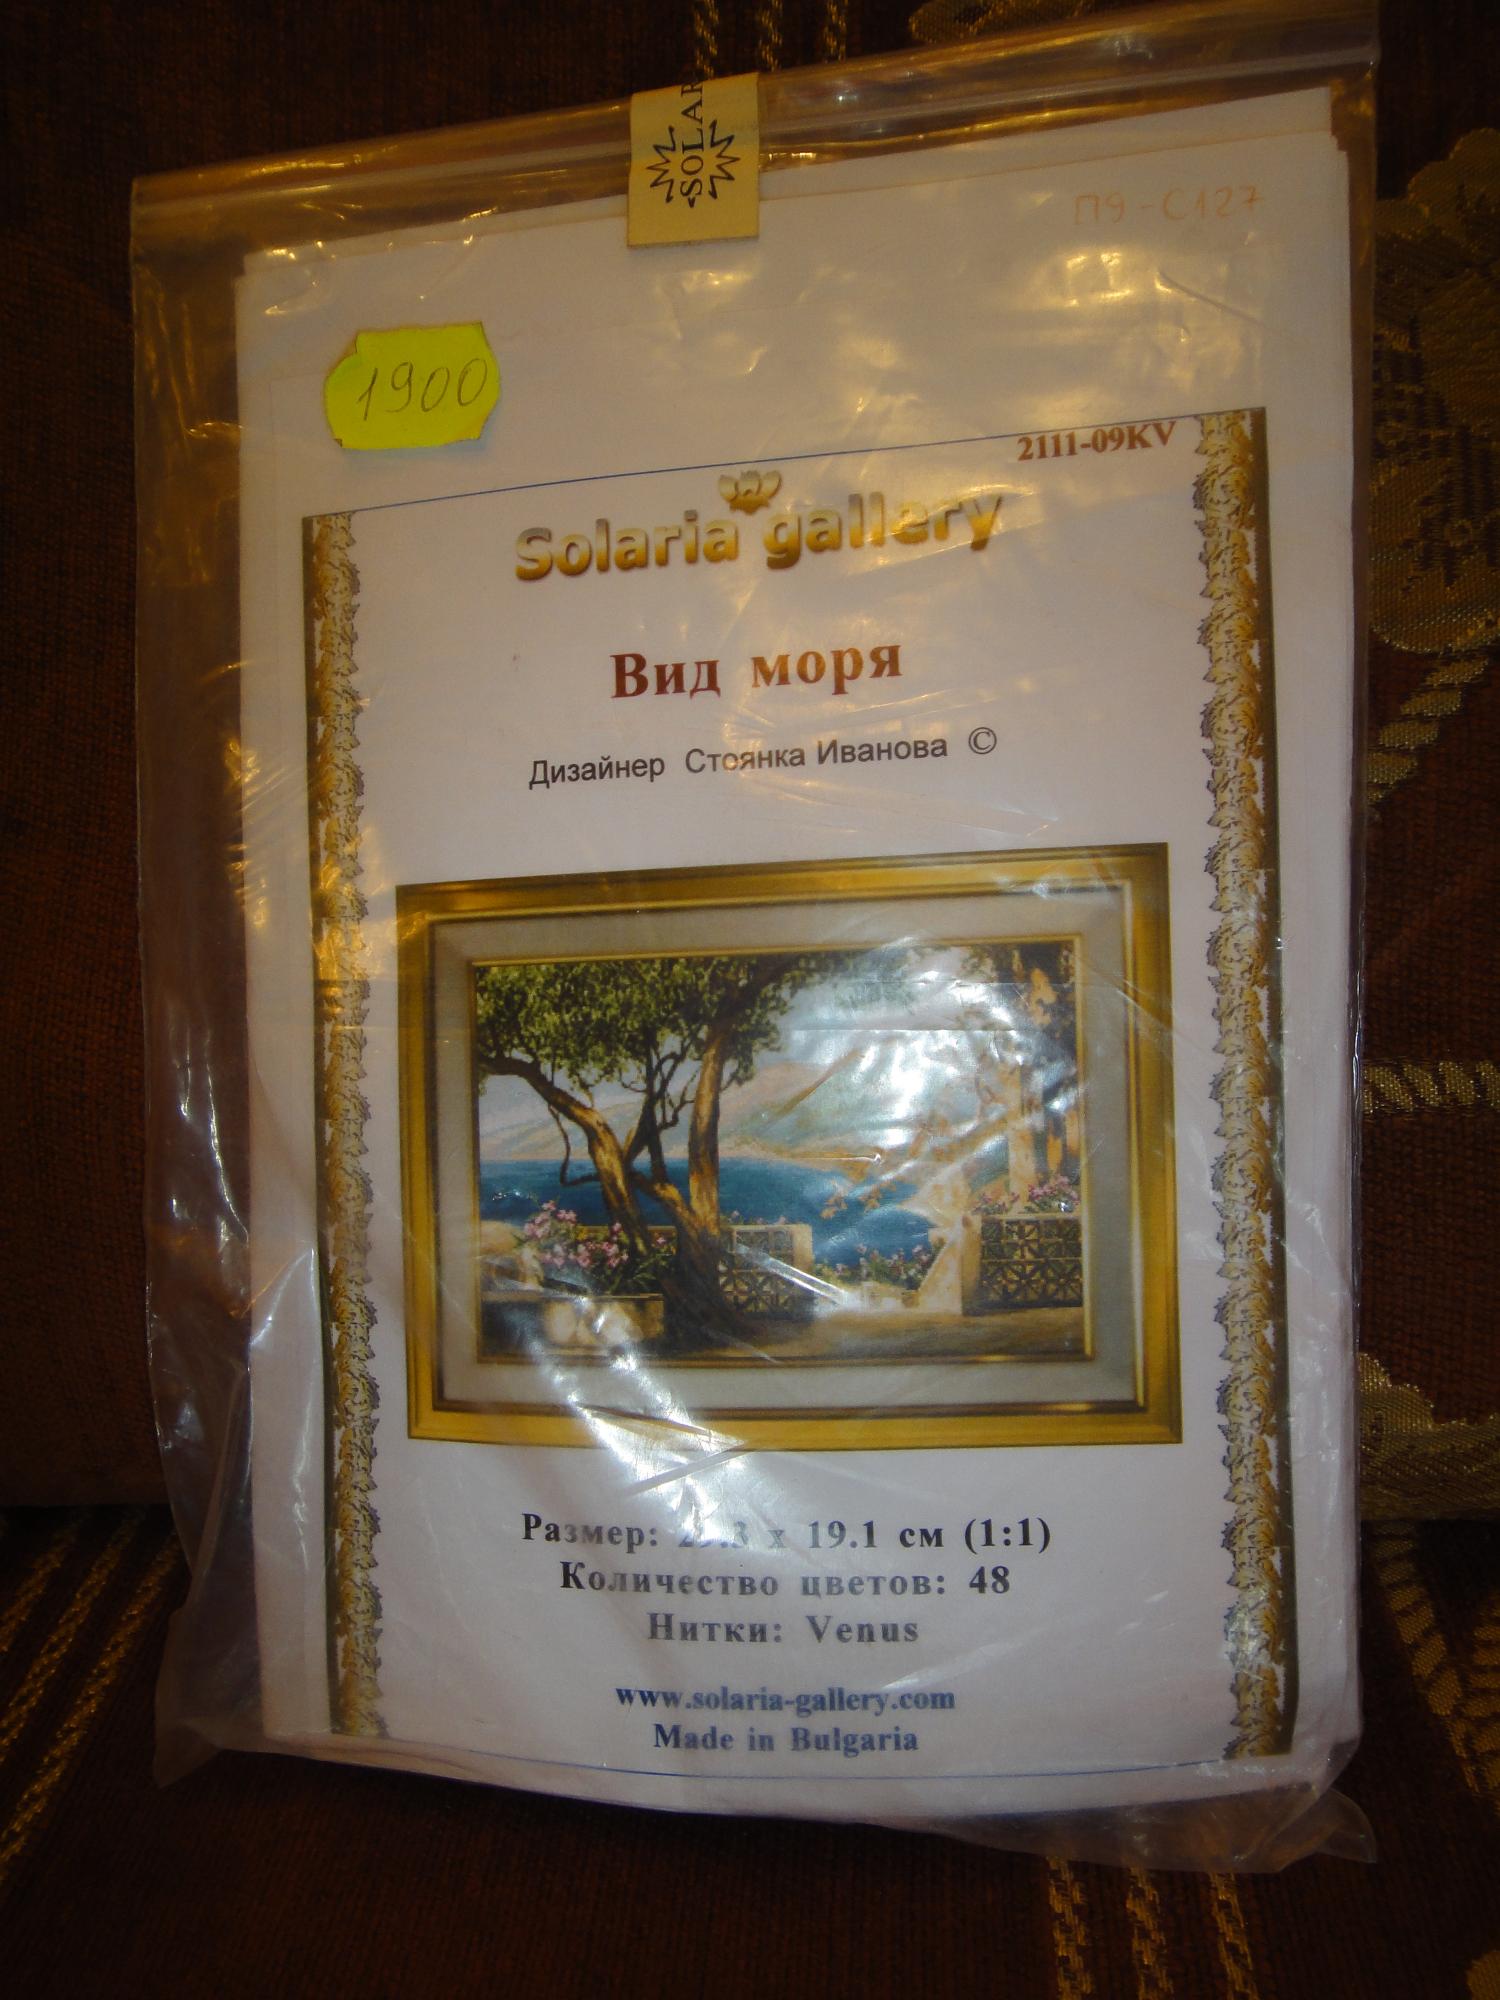 SOLAR
П9-С127
1900
2111-09KV
Solaria gallery
Вид моря
Дизайнер Стоянка Иванова ©
Размер: x 19.1 см (1:1)
Количество цветов: 48
Нитки: Venus
www.solaria-gallery.com
Made in Bulgaria